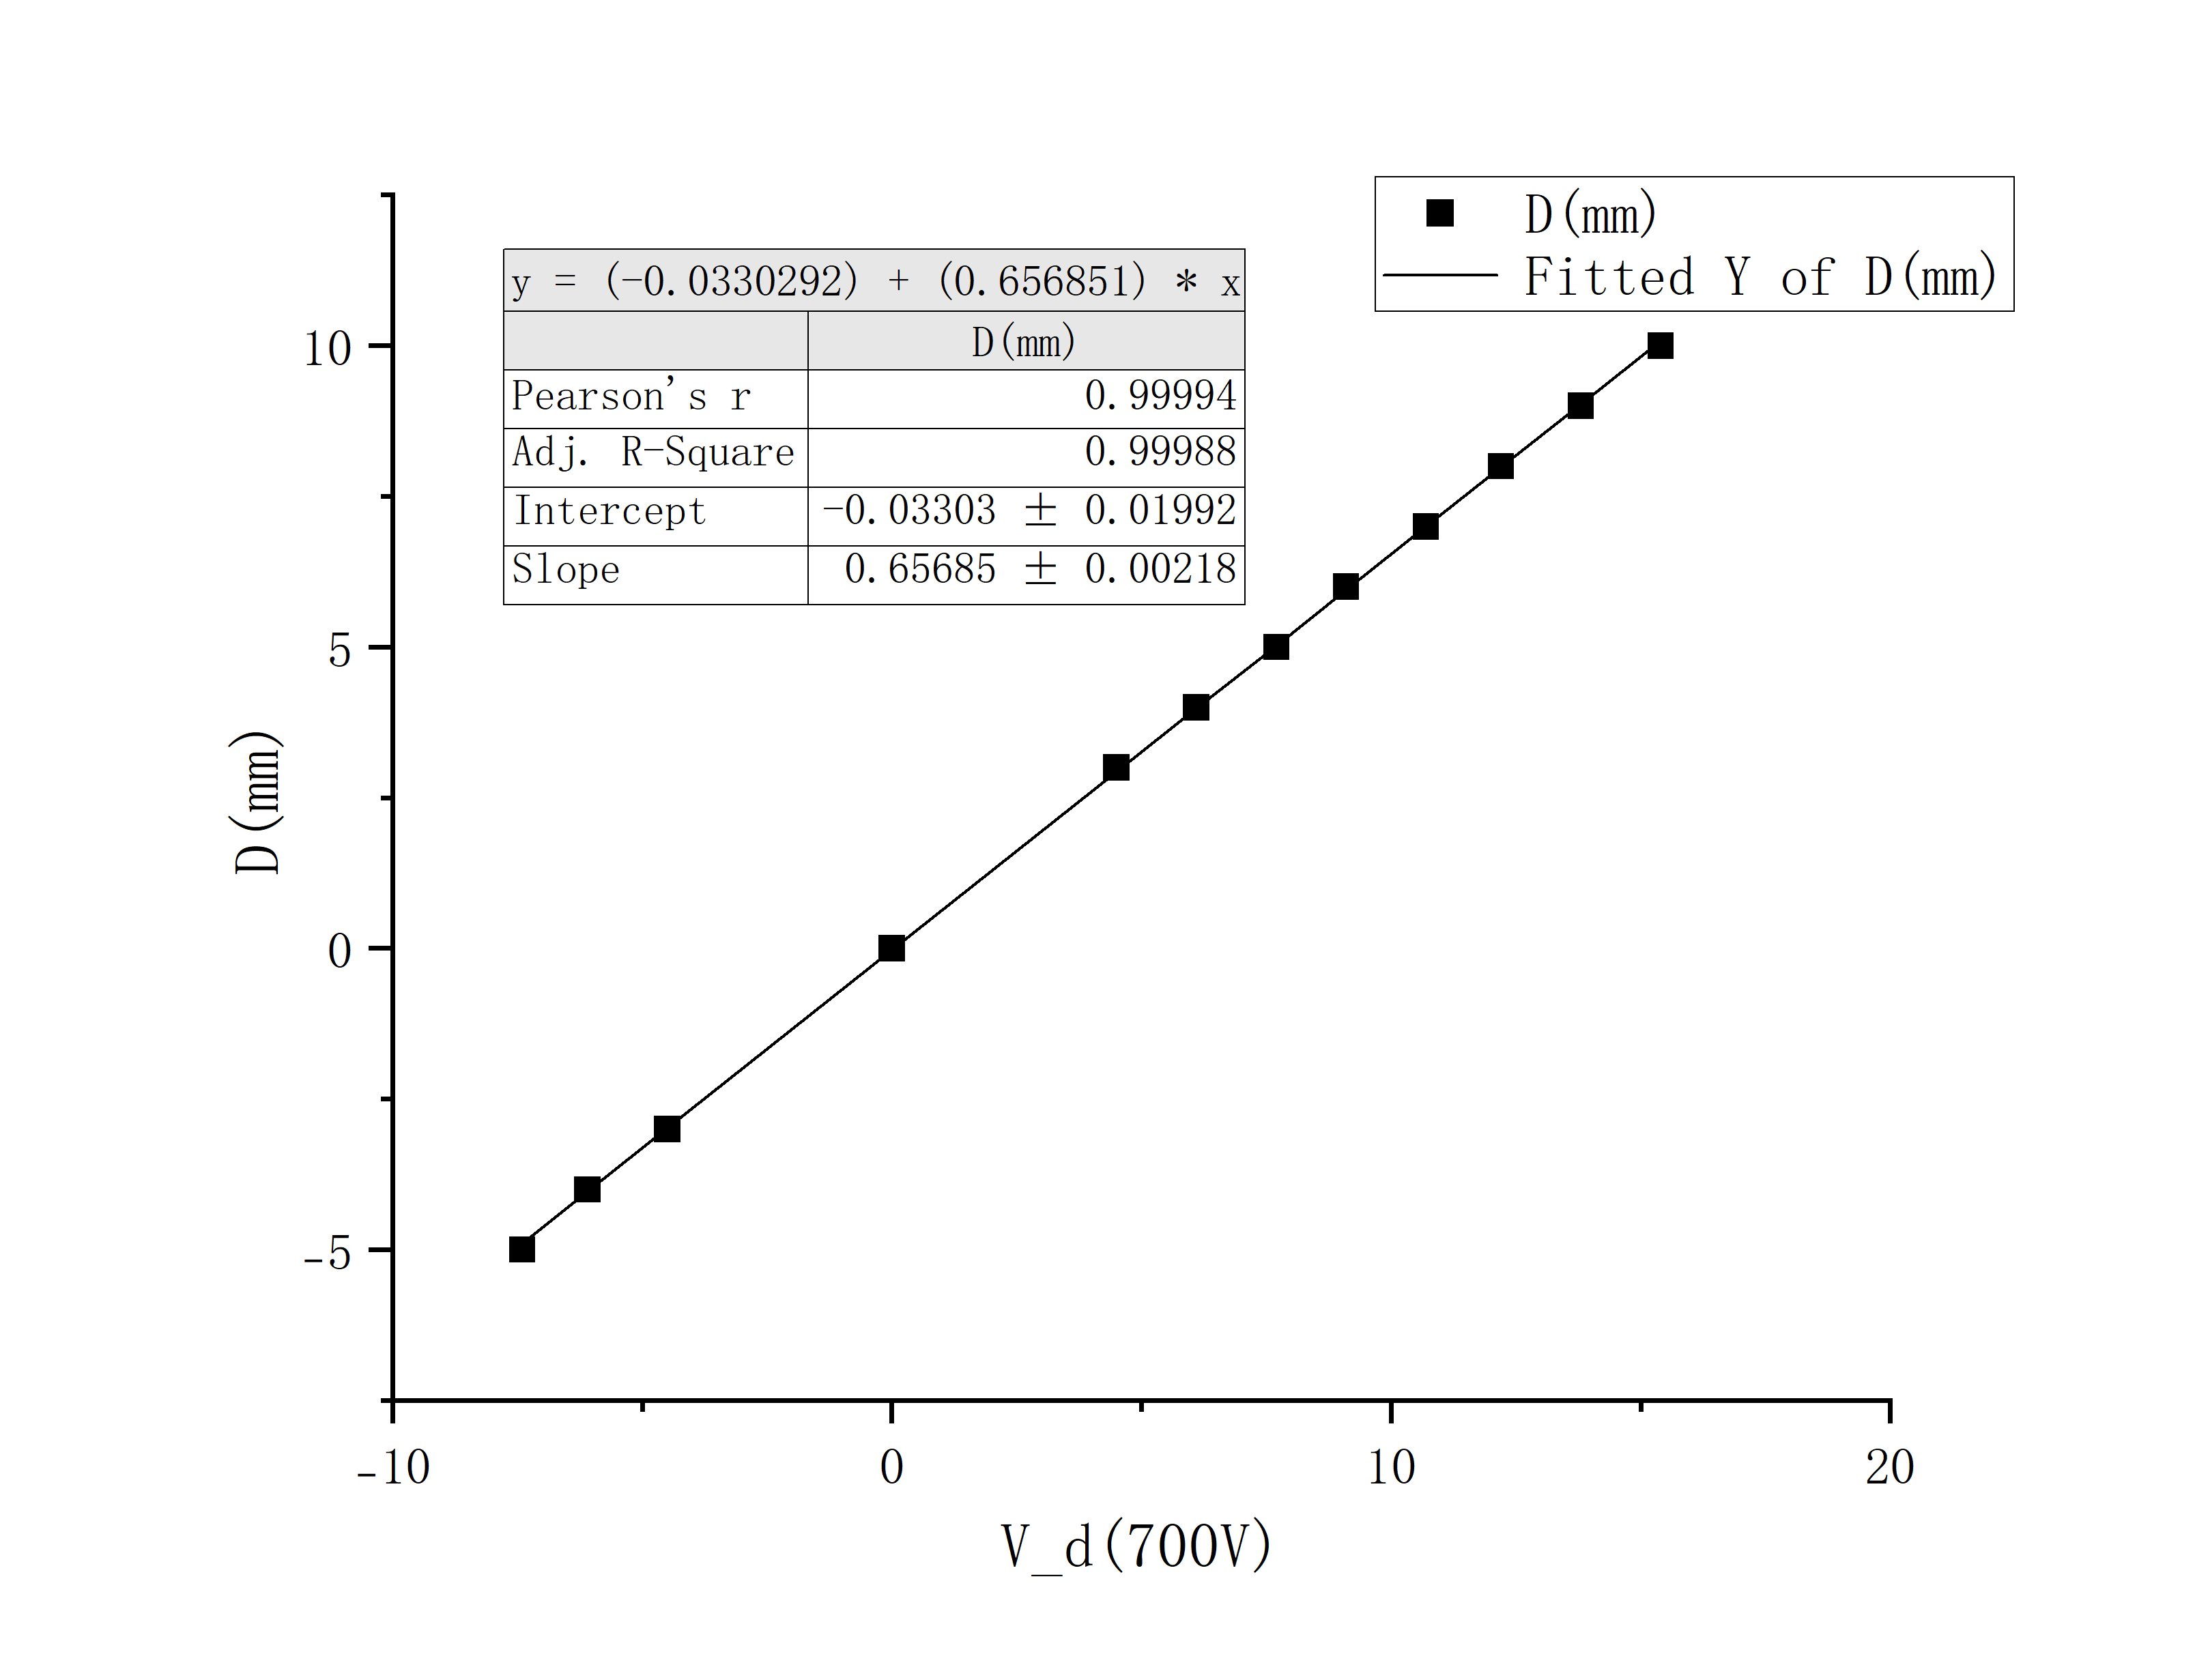 D(mm)
Fitted Y of D(mm)
y = (-0.0330292) + (0.656851) * x
D(mm)
Pearson's r 0.99994
Adj. R-Square 0.99988
Intercept -0.03303 ± 0.01992
Slope 0.65685 ± 0.00218
10
5
0
-5
D(mm)
-10 0 10 20
V_d(700V)